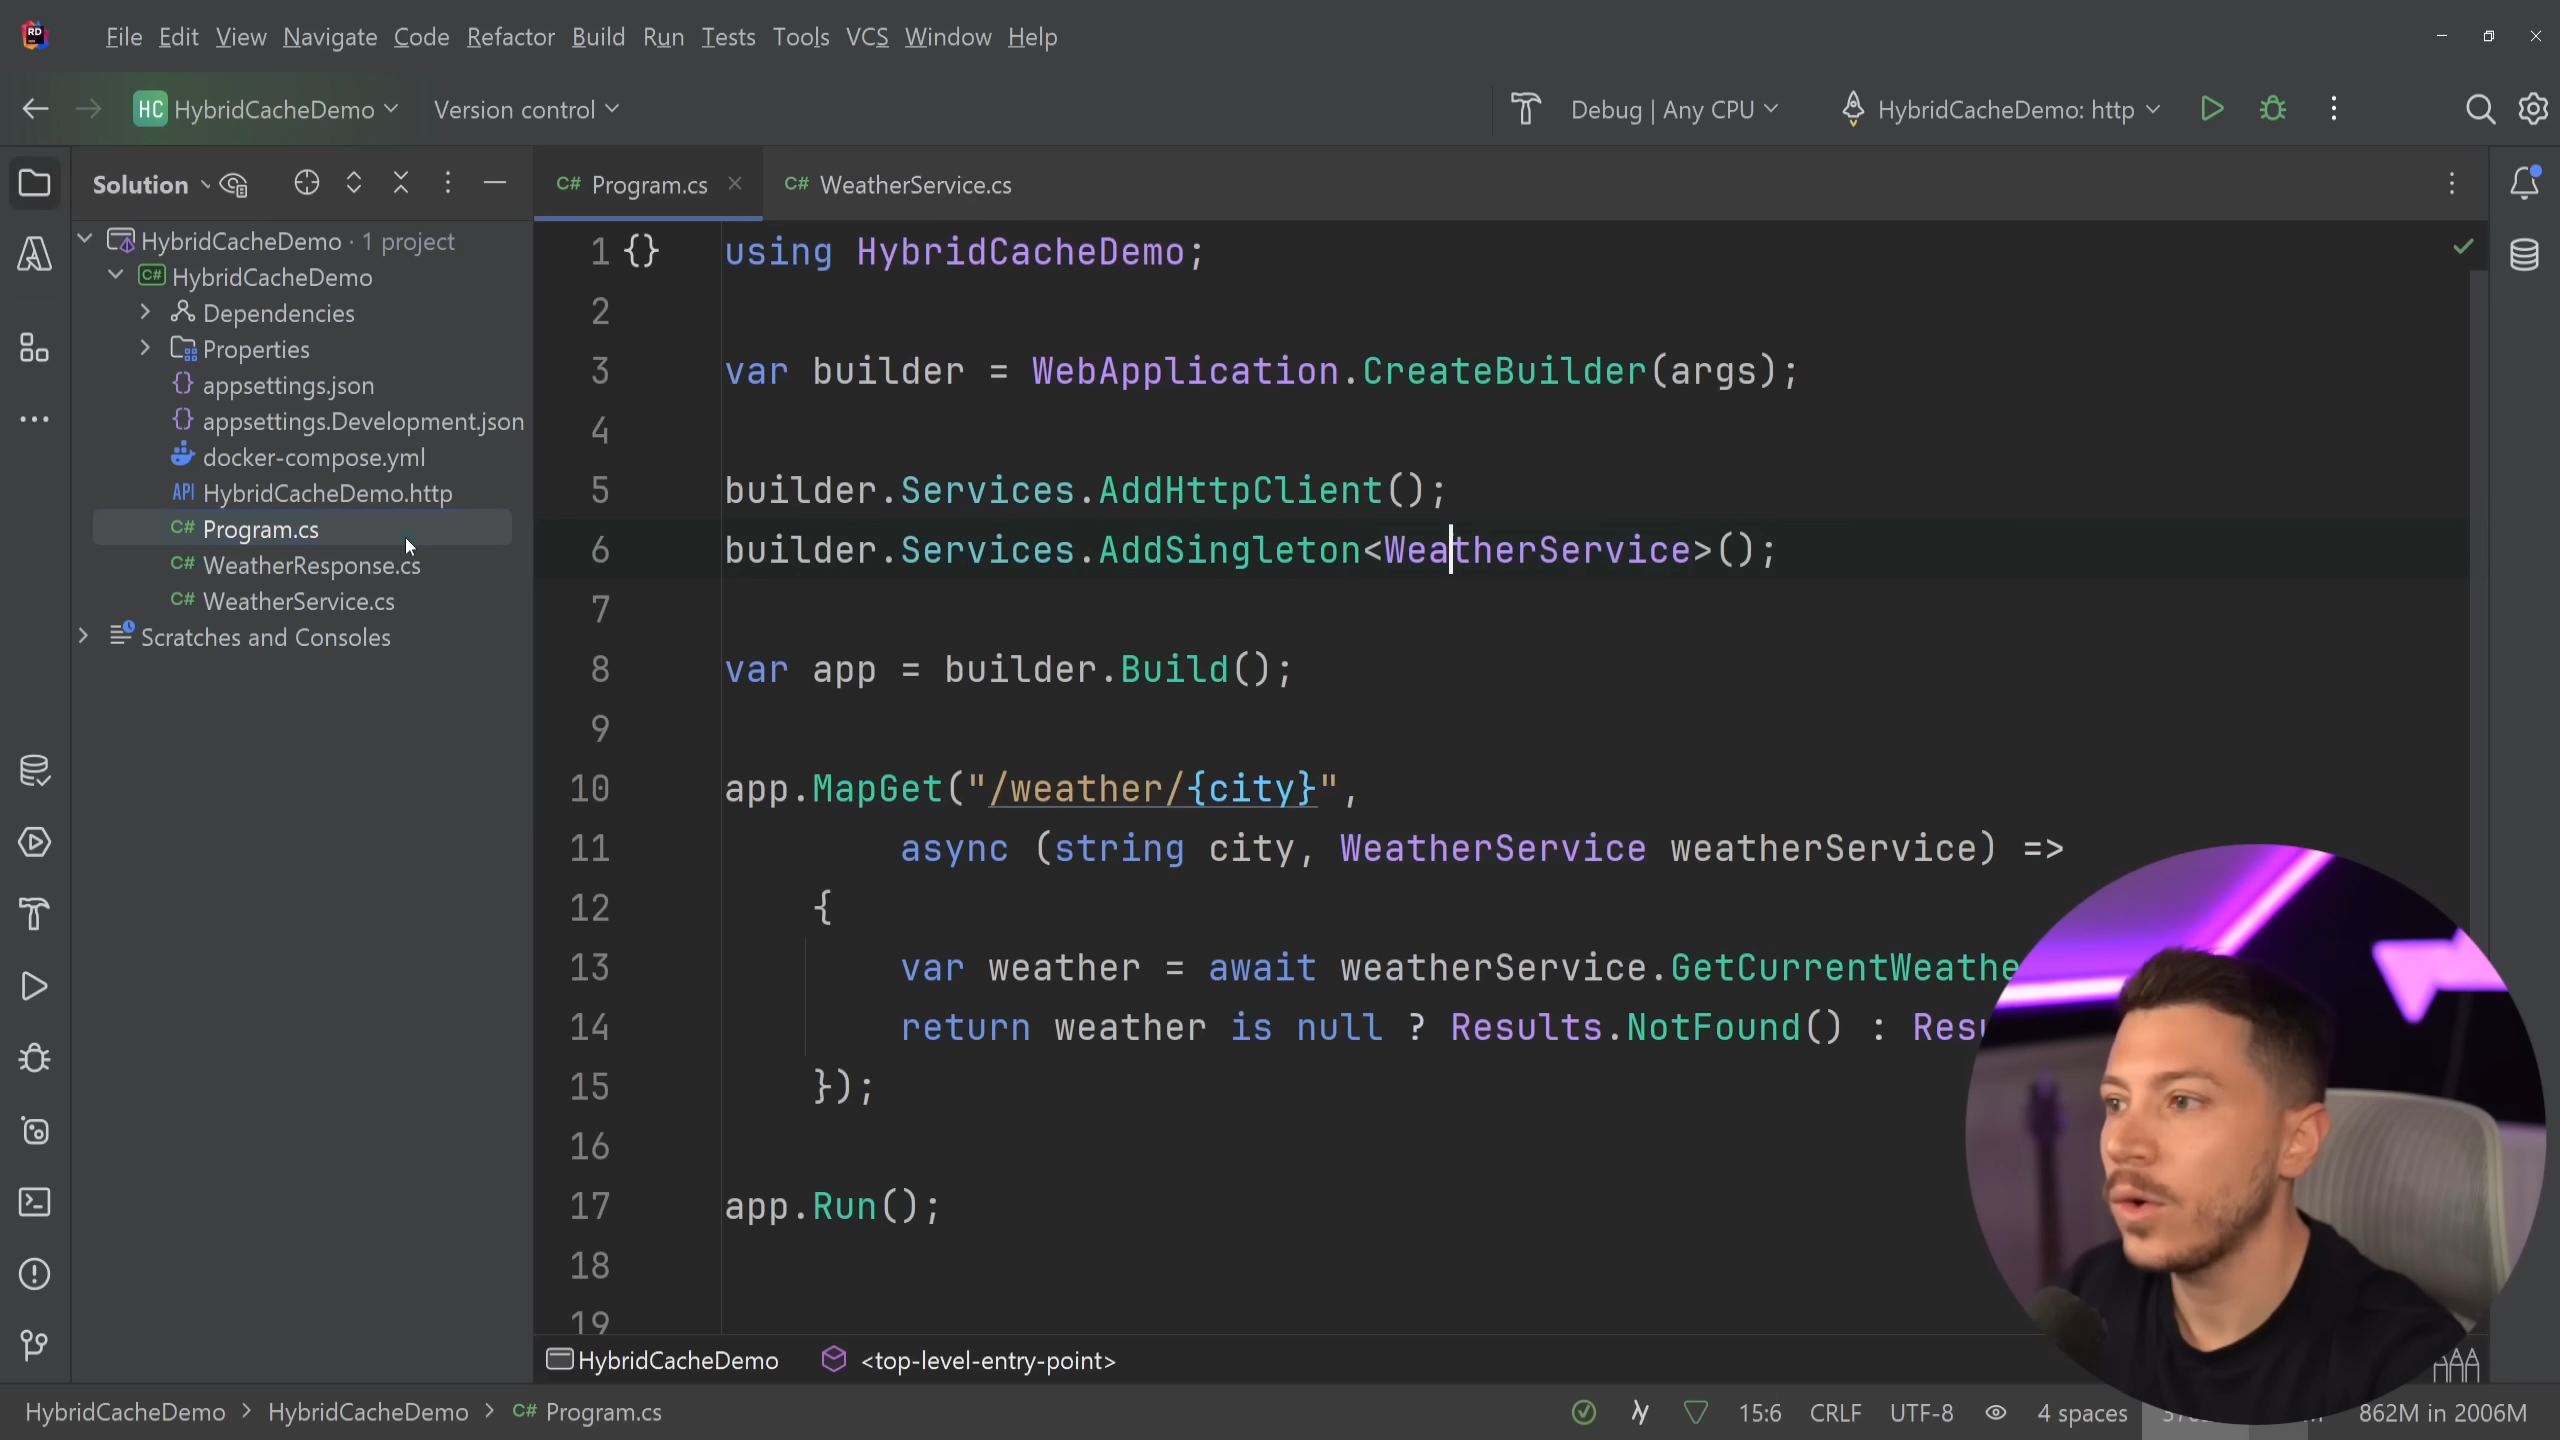 RD File Edit View Navigate Code Refactor Build Run Tests Tools VCS Window Help
HC HybridCacheDemo Version control Debug | Any CPU HybridCacheDemo: http
Solution
HybridCacheDemo · 1 project
C# HybridCacheDemo
Dependencies
Properties
{} appsettings.json
{} appsettings.Development.json
docker-compose.yml
API HybridCacheDemo.http
C# Program.cs
C# WeatherResponse.cs
C# WeatherService.cs
Scratches and Consoles
C# Program.cs C# WeatherService.cs
1 {} using HybridCacheDemo;
2
3 var builder = WebApplication.CreateBuilder(args);
4
5 builder.Services.AddHttpClient();
6 builder.Services.AddSingleton<WeatherService>();
7
8 var app = builder.Build();
9
10 app.MapGet("/weather/{city}",
11 async (string city, WeatherService weatherService) =>
12 {
13 var weather = await weatherService.GetCurrentWeathe
14 return weather is null ? Results.NotFound() : Resu
15 });
16
17 app.Run();
18
19
HybridCacheDemo <top-level-entry-point>
HybridCacheDemo > HybridCacheDemo > C# Program.cs 15:6 CRLF UTF-8 4 spaces 862M in 2006M